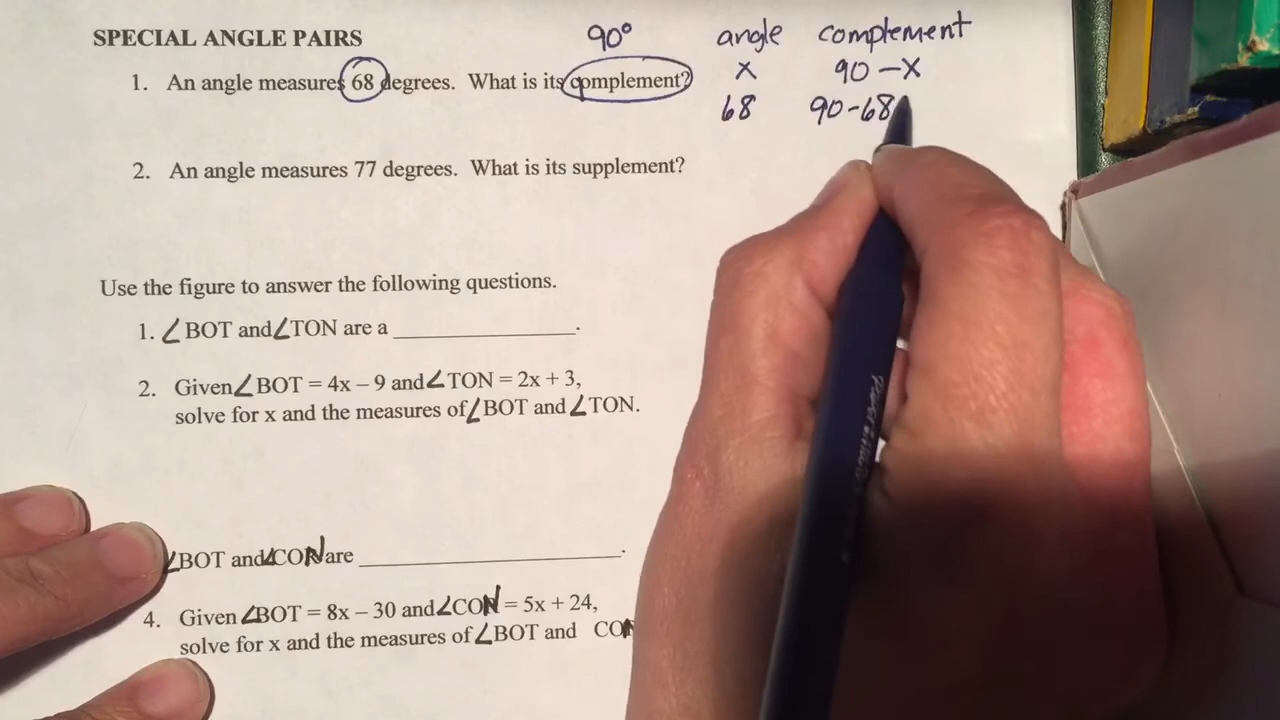 SPECIAL ANGLE PAIRS 90° angle complement
1. An angle measures 68 degrees. What is its complement? x 90 - x
68 90-68
2. An angle measures 77 degrees. What is its supplement?
Use the figure to answer the following questions.
1. ∠BOT and ∠TON are a ____________.
2. Given ∠BOT = 4x – 9 and ∠TON = 2x + 3,
solve for x and the measures of ∠BOT and ∠TON.
∠BOT and ∠CON are ____________.
4. Given ∠BOT = 8x – 30 and ∠CON = 5x + 24,
solve for x and the measures of ∠BOT and CON